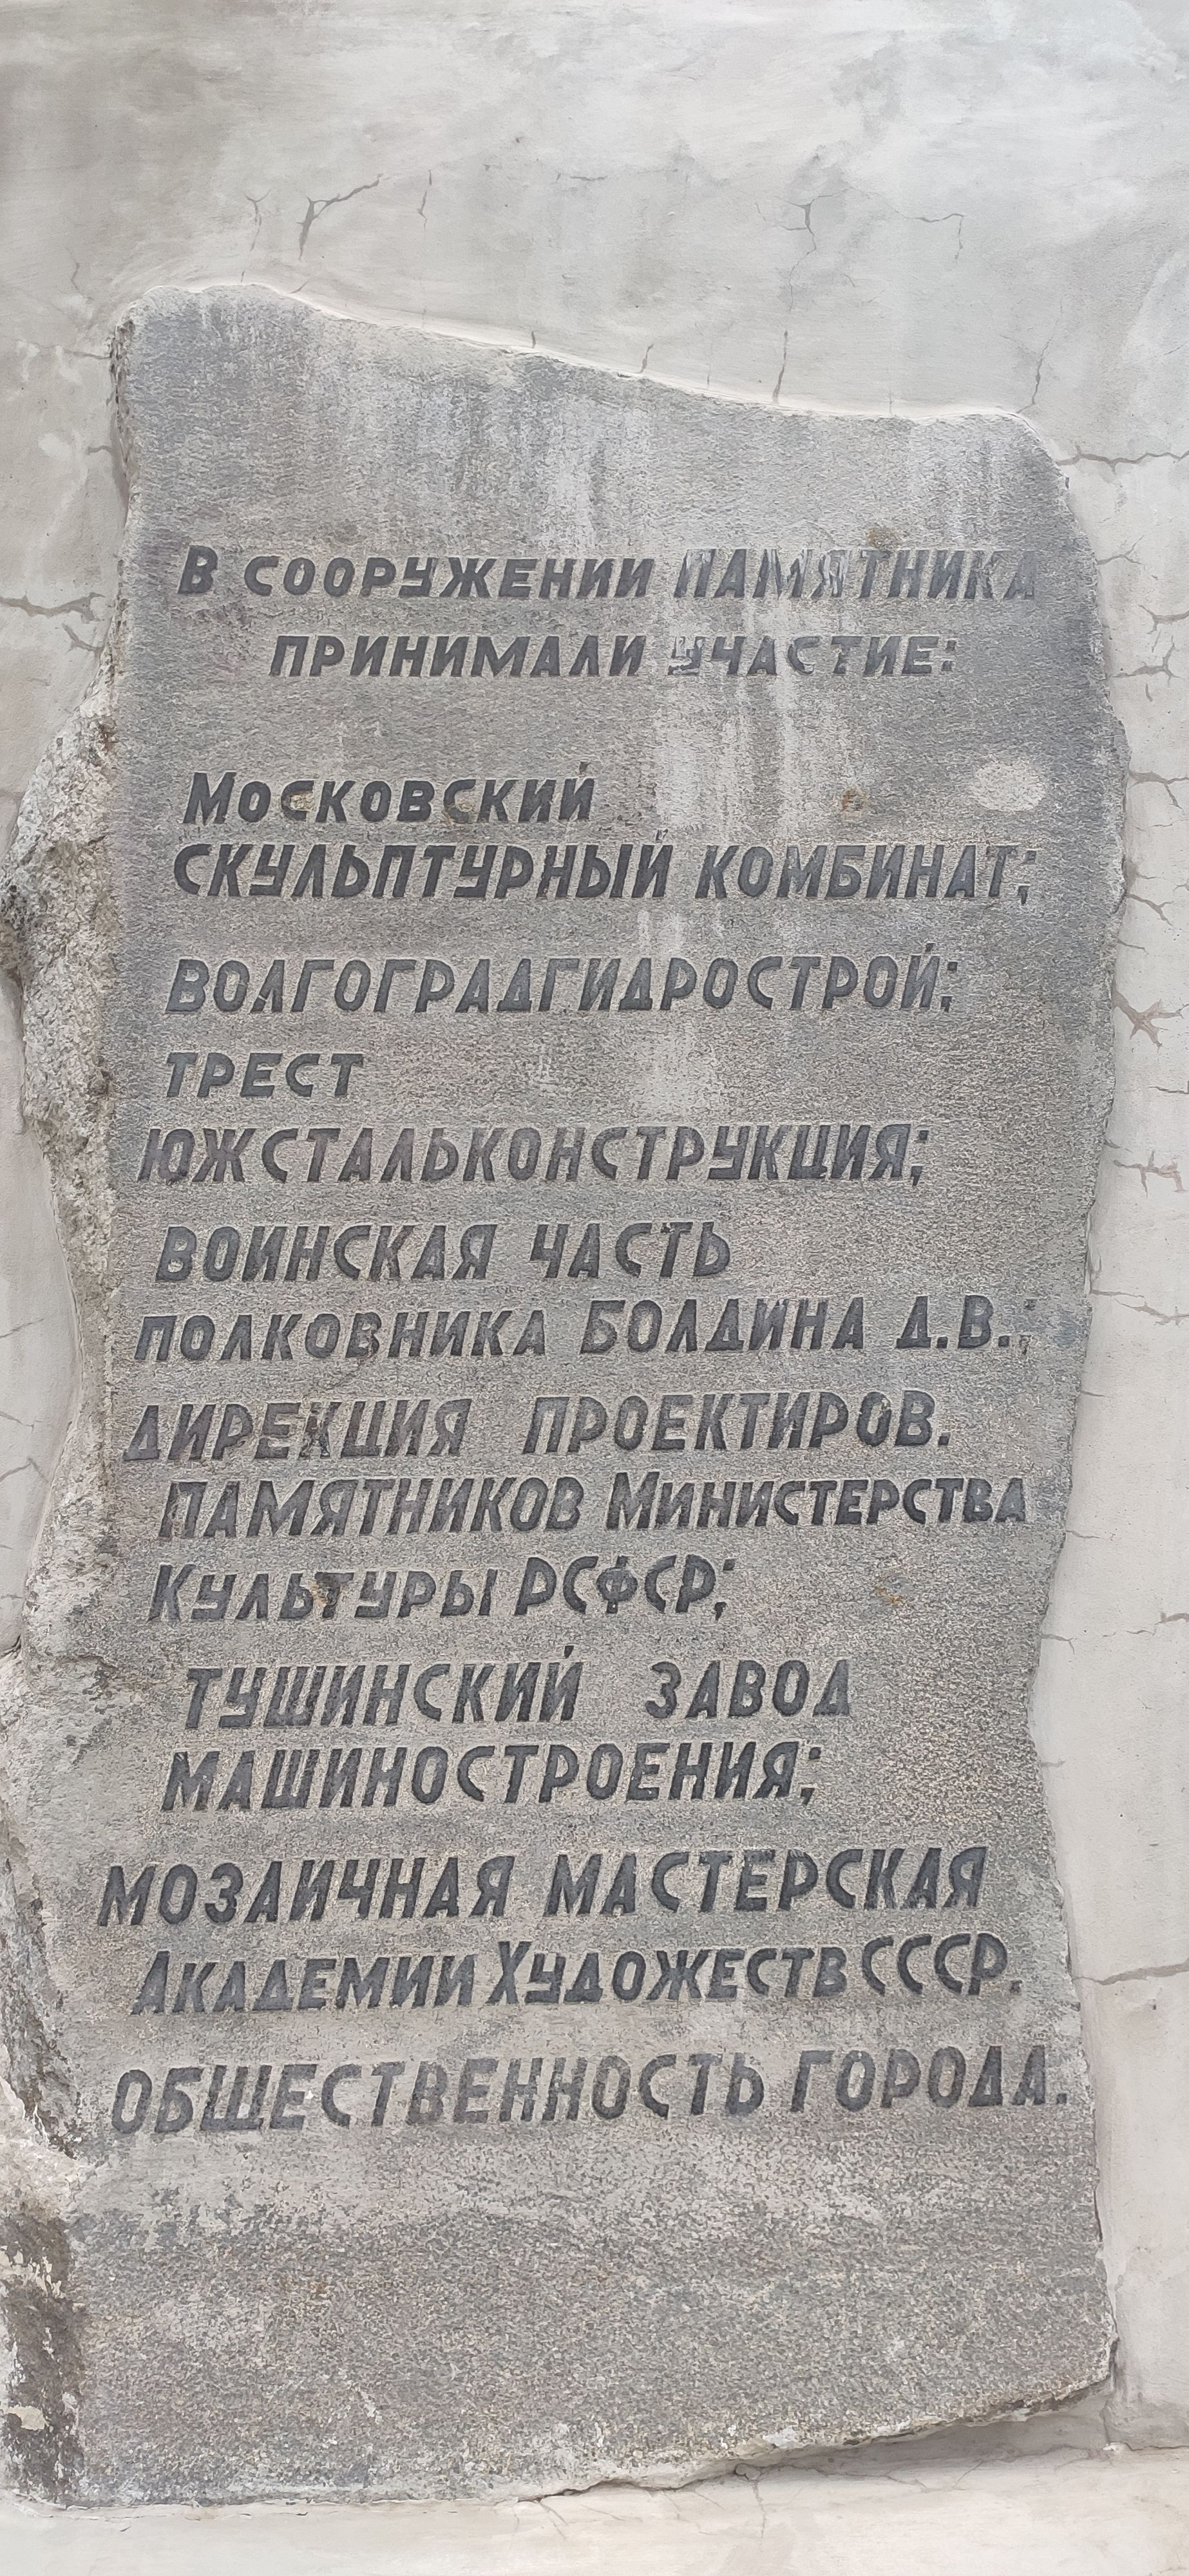 В СООРУЖЕНИИ ПАМЯТНИКА
ПРИНИМАЛИ УЧАСТИЕ:
МОСКОВСКИЙ
СКУЛЬПТУРНЫЙ КОМБИНАТ;
ВОЛГОГРАДГИДРОСТРОЙ;
ТРЕСТ
ЮЖСТАЛЬКОНСТРУКЦИЯ;
ВОИНСКАЯ ЧАСТЬ
ПОЛКОВНИКА БОЛДИНА Д.В.;
ДИРЕКЦИЯ ПРОЕКТИРОВ.
ПАМЯТНИКОВ МИНИСТЕРСТВА
КУЛЬТУРЫ РСФСР;
ТУШИНСКИЙ ЗАВОД
МАШИНОСТРОЕНИЯ;
МОЗАИЧНАЯ МАСТЕРСКАЯ
АКАДЕМИИ ХУДОЖЕСТВ СССР.
ОБЩЕСТВЕННОСТЬ ГОРОДА.